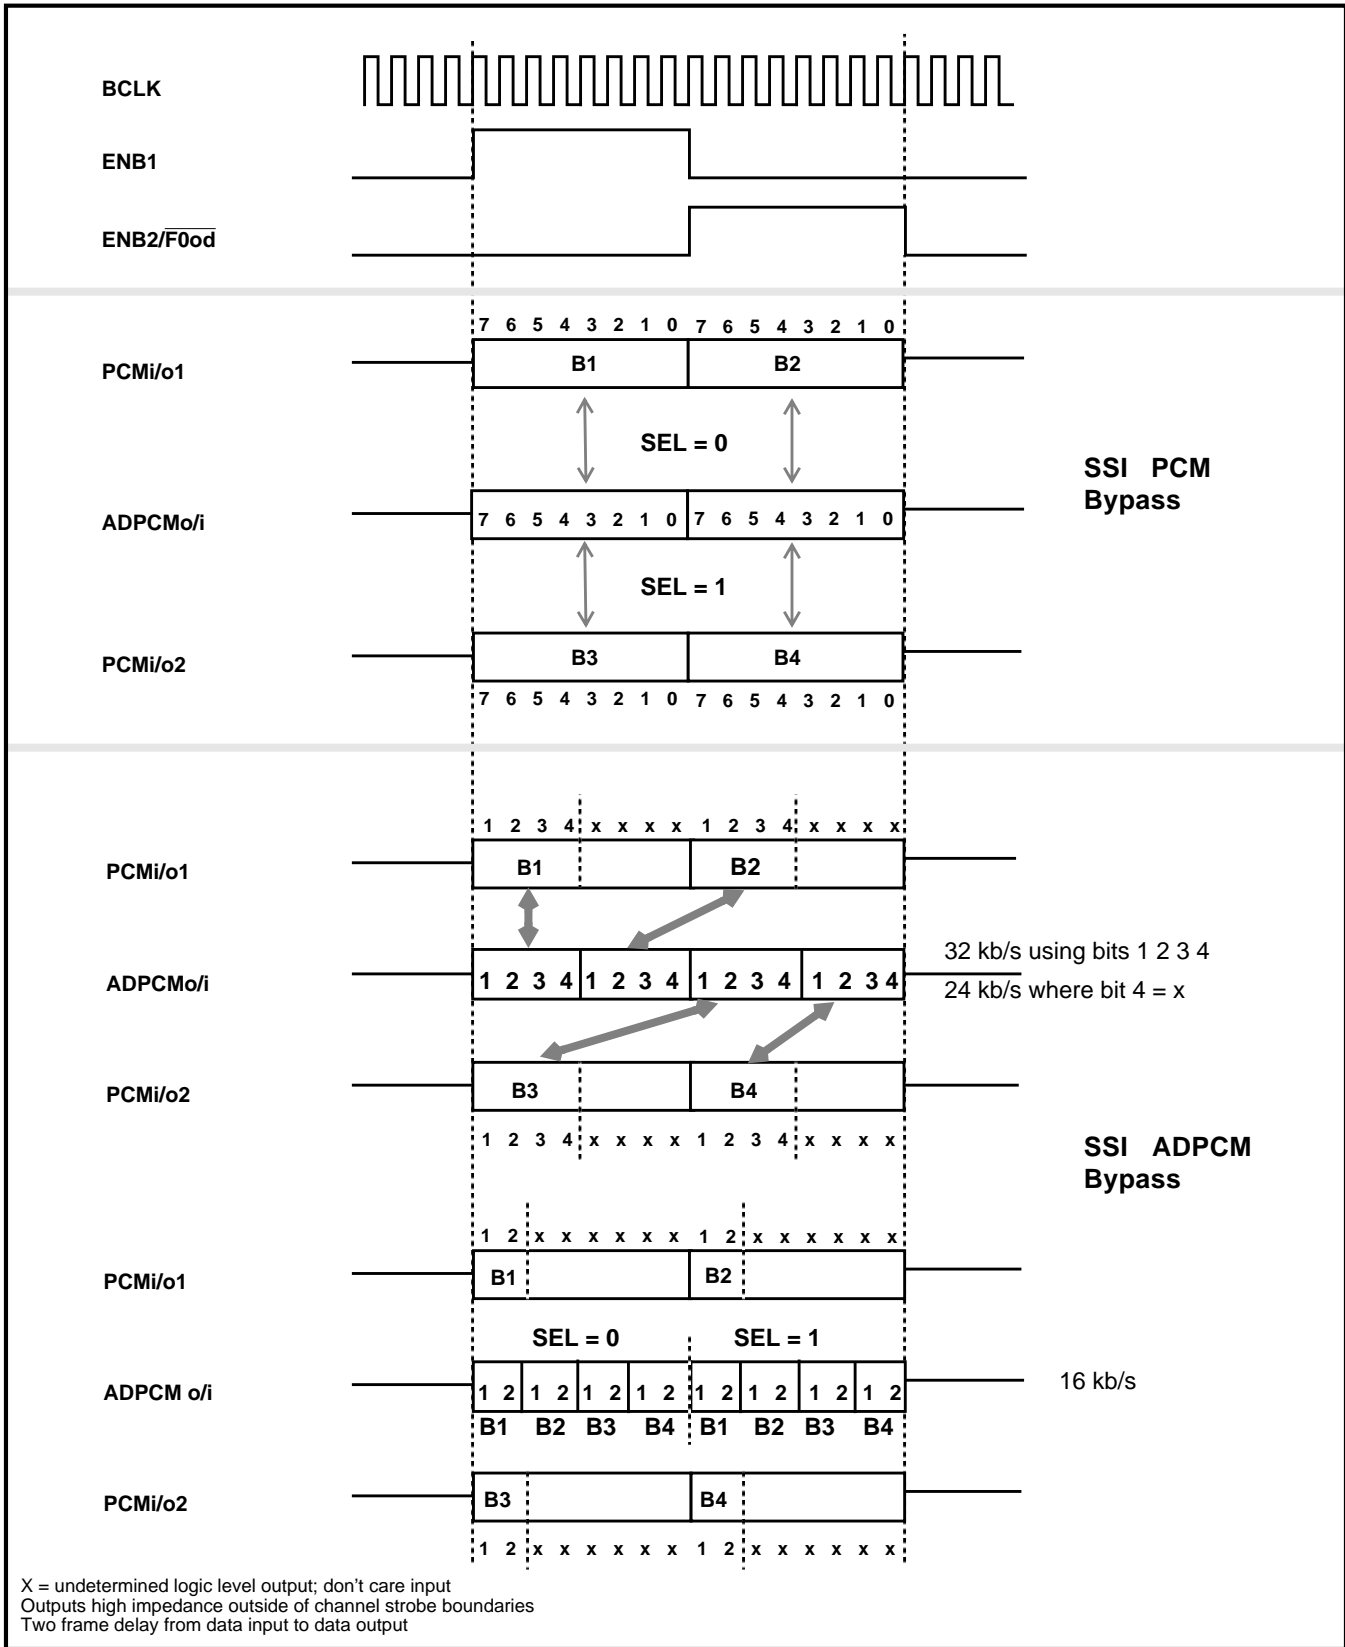 BCLK
ENB1
ENB2/F0od
7 6 5 4 3 2 1 0 7 6 5 4 3 2 1 0
PCMi/o1
B1 B2
SEL = 0
SSI PCM
Bypass
ADPCMo/i
7 6 5 4 3 2 1 0 7 6 5 4 3 2 1 0
SEL = 1
PCMi/o2
B3 B4
7 6 5 4 3 2 1 0 7 6 5 4 3 2 1 0
1 2 3 4 x x x x 1 2 3 4 x x x x
PCMi/o1
B1 B2
ADPCMo/i
1 2 3 4 1 2 3 4 1 2 3 4 1 2 3 4
32 kb/s using bits 1 2 3 4
24 kb/s where bit 4 = x
PCMi/o2
B3 B4
1 2 3 4 x x x x 1 2 3 4 x x x x
SSI ADPCM
Bypass
1 2 x x x x x x 1 2 x x x x x x
PCMi/o1
B1 B2
SEL = 0 SEL = 1
ADPCM o/i
1 2 1 2 1 2 1 2 1 2 1 2 1 2 1 2
16 kb/s
B1 B2 B3 B4 B1 B2 B3 B4
PCMi/o2
B3 B4
1 2 x x x x x x 1 2 x x x x x x
X = undetermined logic level output; don't care input
Outputs high impedance outside of channel strobe boundaries
Two frame delay from data input to data output